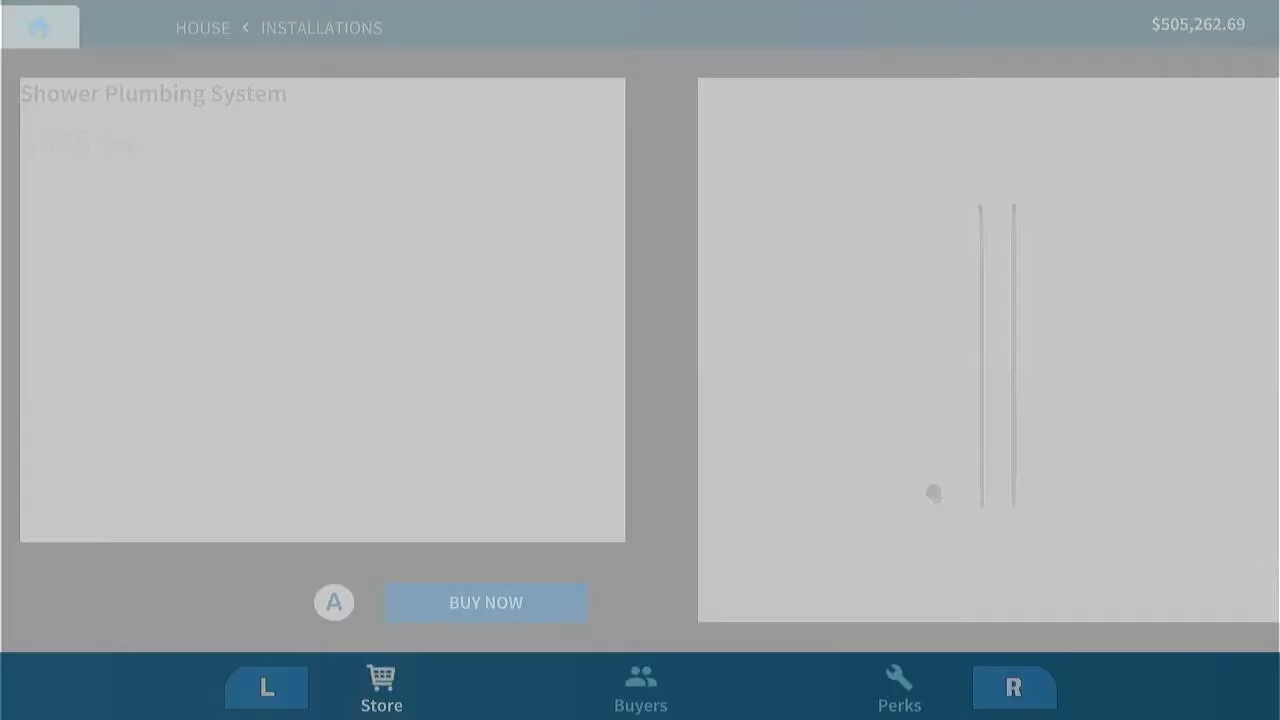 HOUSE < INSTALLATIONS
$505,262.69
Shower Plumbing System
A BUY NOW
L Store Buyers Perks R